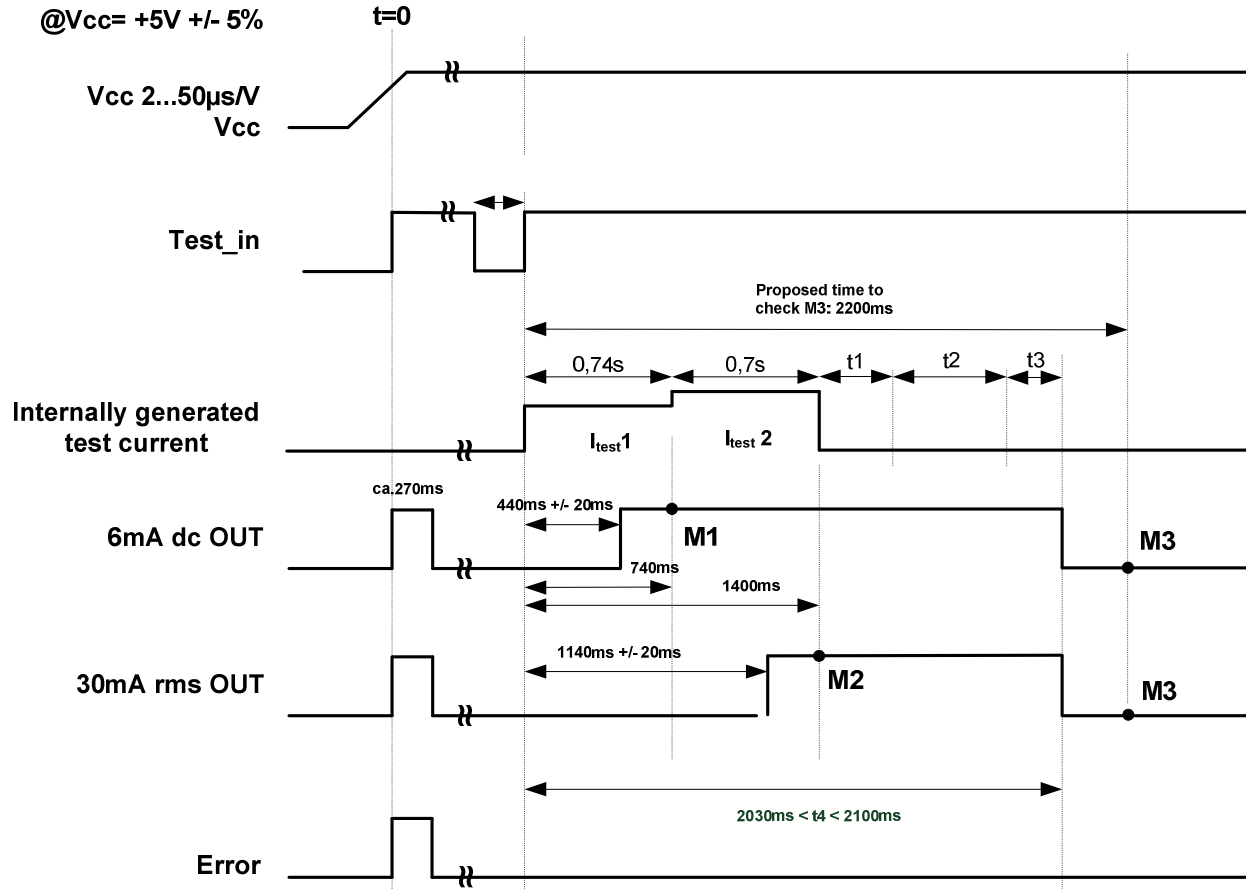 @Vcc= +5V +/- 5%
t=0
Vcc 2...50µs/V
Vcc
Test_in
Proposed time to
check M3: 2200ms
0,74s
0,7s
t1
t2
t3
Internally generated
test current
Itest1
Itest 2
ca.270ms
440ms +/- 20ms
6mA dc OUT
M1
M3
740ms
1400ms
1140ms +/- 20ms
30mA rms OUT
M2
M3
2030ms < t4 < 2100ms
Error